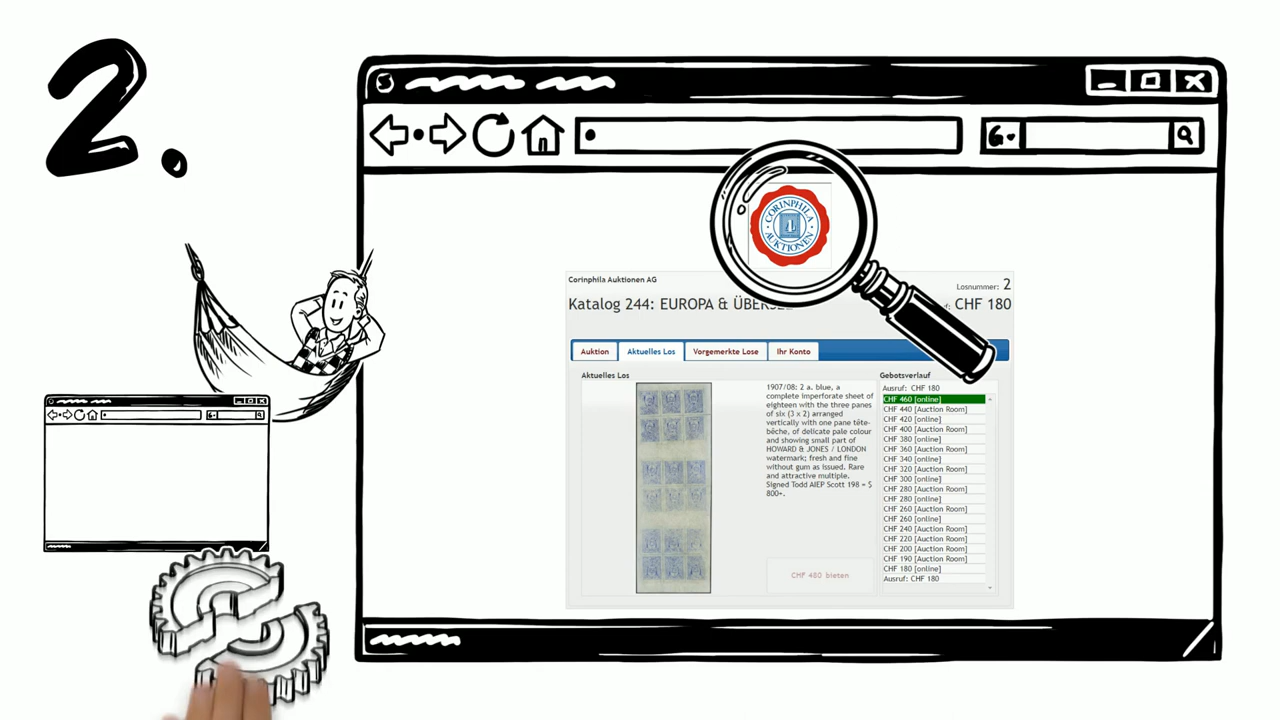 2.
CORINPHILA
AUKTIONEN
Corinphila Auktionen AG
Losnummer: 2
Katalog 244: EUROPA &
CHF 180
Auktion
Aktuelles Los
Vorgemerkte Lose
Ihr Konto
Aktuelles Los
1907/08: 2 a. blue, a
complete imperforate sheet of
eighteen with the three panes
of six (3 x 2) arranged
vertically with one pane tête-
bêche, of delicate pale colour
and showing small part of
HOWARD & JONES / LONDON
watermark; fresh and fine
without gum as issued. Rare
and attractive multiple.
Signed Todd AIEP Scott 198 = $
800+.
CHF 480 bieten
Gebotsverlauf
Ausruf: CHF 180
CHF 460 [online]
CHF 440 [Auction Room]
CHF 420 [online]
CHF 400 [Auction Room]
CHF 380 [online]
CHF 360 [Auction Room]
CHF 340 [online]
CHF 320 [Auction Room]
CHF 300 [online]
CHF 280 [Auction Room]
CHF 280 [online]
CHF 260 [Auction Room]
CHF 260 [online]
CHF 240 [Auction Room]
CHF 220 [Auction Room]
CHF 200 [Auction Room]
CHF 190 [Auction Room]
CHF 180 [online]
Ausruf: CHF 180